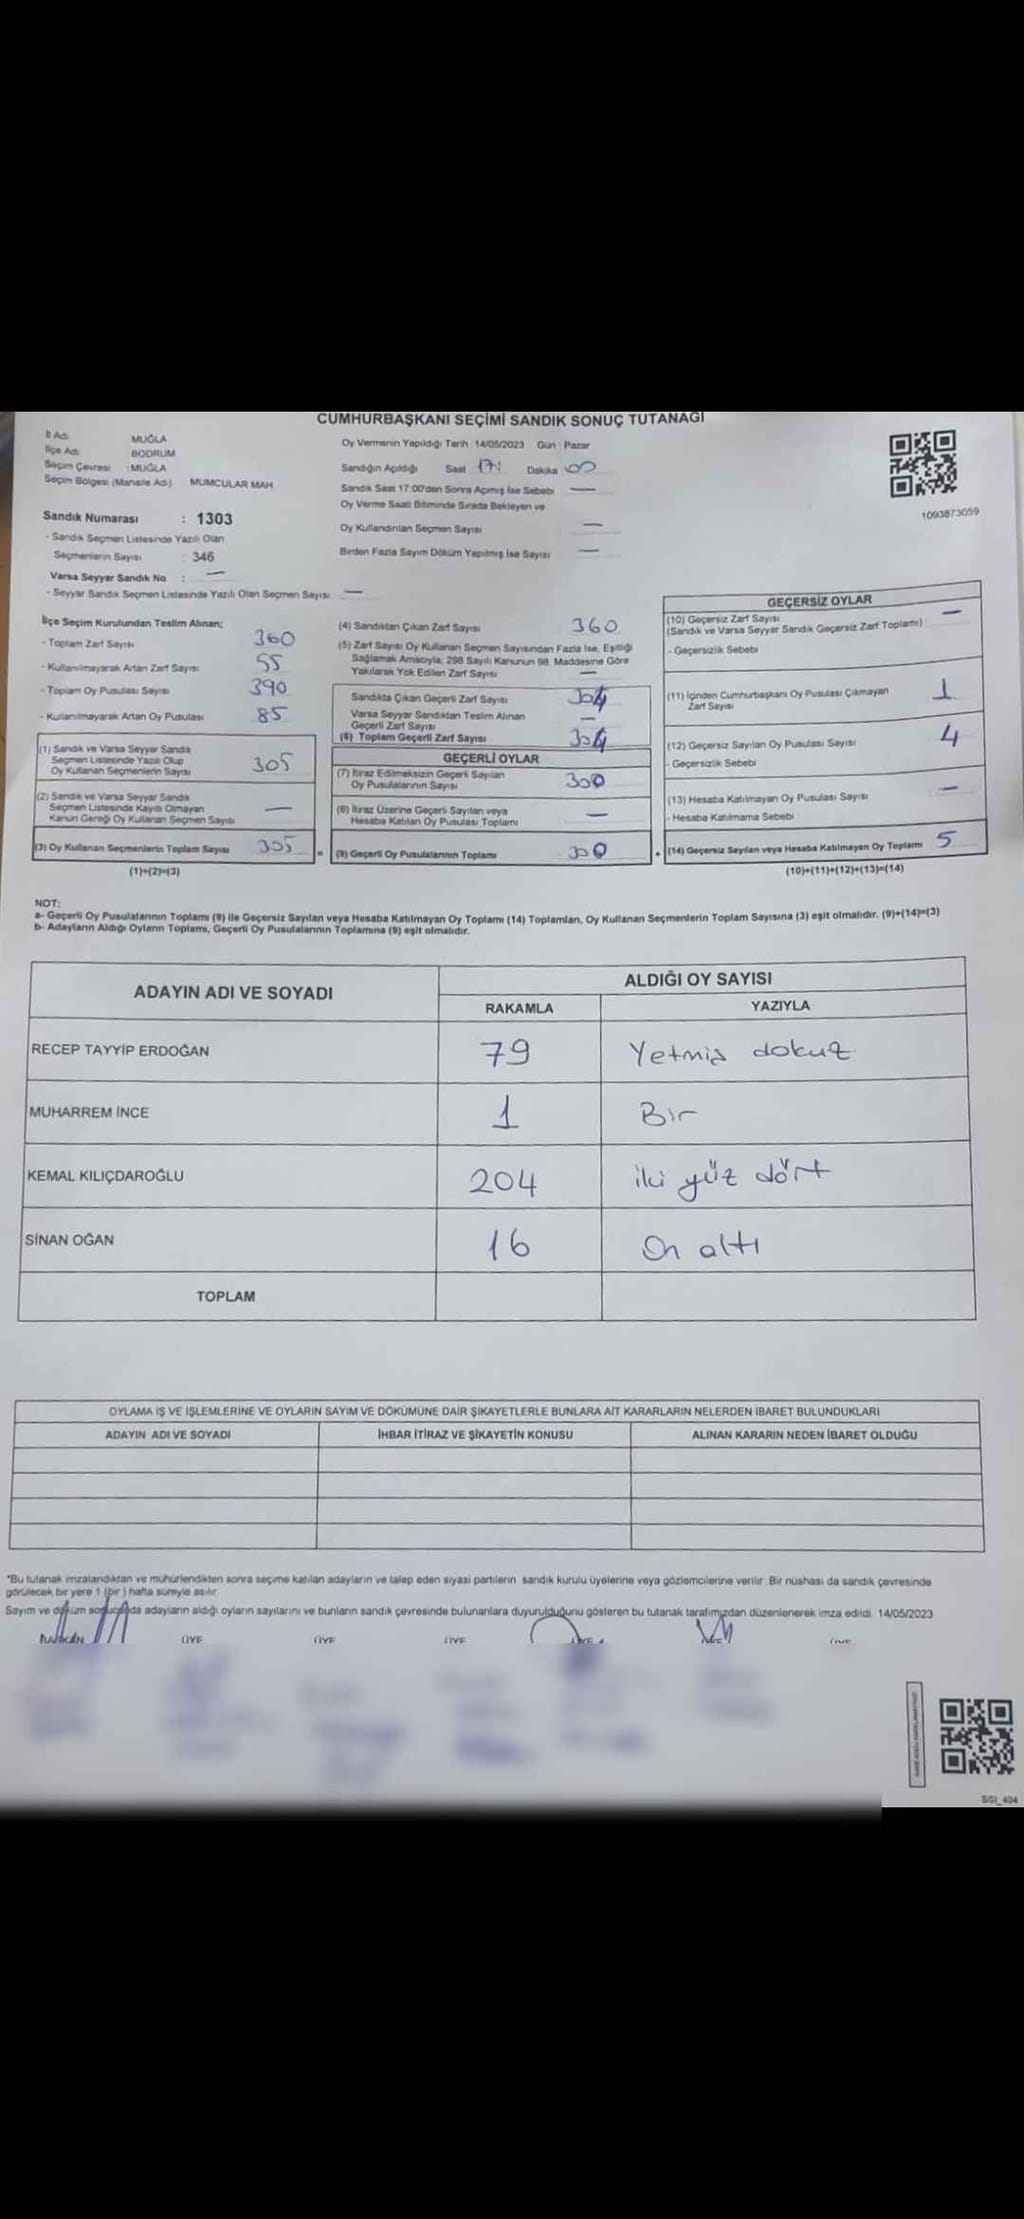 CUMHURBAŞKANI SEÇİMİ SANDIK SONUÇ TUTANAĞI
İl Adı MUĞLA
İlçe Adı BODRUM
Seçim Çevresi : MUĞLA
Seçim Bölgesi (Mahalle Adı) MUMCULAR MAH.
Sandık Numarası : 1303
- Sandık Seçmen Listesinde Yazılı Olan
Seçmenlerin Sayısı : 346
Varsa Seyyar Sandık No : —
- Seyyar Sandık Seçmen Listesinde Yazılı Olan Seçmen Sayısı —
Oy Vermenin Yapıldığı Tarih : 14/05/2023 Gün : Pazar
Sandığın Açıldığı Saat 17: Dakika 00
Sandık Saat 17:00'den Sonra Açımış İse Sebebi —
Oy Verme Saati Bitiminde Sırada Bekleyen ve
Oy Kullandırılan Seçmen Sayısı —
Birden Fazla Sayım Döküm Yapılmış İse Sayısı —
1093873059
İlçe Seçim Kurulundan Teslim Alınan;
- Toplam Zarf Sayısı 360
- Kullanılmayarak Artan Zarf Sayısı 55
- Toplam Oy Pusulası Sayısı 390
- Kullanılmayarak Artan Oy Pusulası 85
(1) Sandık ve Varsa Seyyar Sandık
Seçmen Listesinde Yazılı Olup
Oy Kullanan Seçmenlerin Sayısı 305
(2) Sandık ve Varsa Seyyar Sandık
Seçmen Listesinde Kayıtlı Olmayan
Kanun Gereği Oy Kullanan Seçmen Sayısı —
(3) Oy Kullanan Seçmenlerin Toplam Sayısı 305
(1)+(2)=(3)
(4) Sandıktan Çıkan Zarf Sayısı 360
(5) Zarf Sayısı Oy Kullanan Seçmen Sayısından Fazla İse, Eşitliği
Sağlamak Amacıyla; 298 Sayılı Kanunun 98. Maddesine Göre
Yakılarak Yok Edilen Zarf Sayısı —
Sandıkta Çıkan Geçerli Zarf Sayısı 304
Varsa Seyyar Sandıktan Teslim Alınan
Geçerli Zarf Sayısı —
(6) Toplam Geçerli Zarf Sayısı 304
GEÇERLİ OYLAR
(7) İtiraz Edilmeksizin Geçerli Sayılan
Oy Pusulalarının Sayısı 300
(8) İtiraz Üzerine Geçerli Sayılan veya
Hesaba Katılan Oy Pusulası Toplamı —
= (9) Geçerli Oy Pusulalarının Toplamı 300
GEÇERSİZ OYLAR
(10) Geçersiz Zarf Sayısı —
(Sandık ve Varsa Seyyar Sandık Geçersiz Zarf Toplamı)
- Geçersizlik Sebebi
(11) İçinden Cumhurbaşkanı Oy Pusulası Çıkmayan
Zarf Sayısı 1
(12) Geçersiz Sayılan Oy Pusulası Sayısı 4
- Geçersizlik Sebebi
(13) Hesaba Katılmayan Oy Pusulası Sayısı —
- Hesaba Katılmama Sebebi
+ (14) Geçersiz Sayılan veya Hesaba Katılmayan Oy Toplamı 5
(10)+(11)+(12)+(13)=(14)
NOT:
a- Geçerli Oy Pusulalarının Toplamı (9) ile Geçersiz Sayılan veya Hesaba Katılmayan Oy Toplamı (14) Toplamları, Oy Kullanan Seçmenlerin Toplam Sayısına (3) eşit olmalıdır. (9)+(14)=(3)
b- Adayların Aldığı Oyların Toplamı, Geçerli Oy Pusulalarının Toplamına (9) eşit olmalıdır.
ADAYIN ADI VE SOYADI
ALDIĞI OY SAYISI
RAKAMLA YAZIYLA
RECEP TAYYİP ERDOĞAN 79 Yetmiş dokuz
MUHARREM İNCE 1 Bir
KEMAL KILIÇDAROĞLU 204 iki yüz dört
SİNAN OĞAN 16 On altı
TOPLAM
OYLAMA İŞ VE İŞLEMLERİNE VE OYLARIN SAYIM VE DÖKÜMÜNE DAİR ŞİKAYETLERLE BUNLARA AİT KARARLARIN NELERDEN İBARET BULUNDUKLARI
ADAYIN ADI VE SOYADI İHBAR İTİRAZ VE ŞİKAYETİN KONUSU ALINAN KARARIN NEDEN İBARET OLDUĞU
*Bu tutanak imzalandıktan ve mühürlendikten sonra seçime katılan adayların ve talep eden siyasi partilerin sandık kurulu üyelerine veya gözlemcilerine verilir. Bir nüshası da sandık çevresinde
görülecek bir yere 1 (bir ) hafta süreyle asılır.
Sayım ve döküm sonucunda adayların aldığı oyların sayılarını ve bunların sandık çevresinde bulunanlara duyurulduğunu gösteren bu tutanak tarafımızdan düzenlenerek imza edildi. 14/05/2023
BAŞKAN ÜYE ÜYE ÜYE ÜYE ÜYE ÜYE
SSI_404